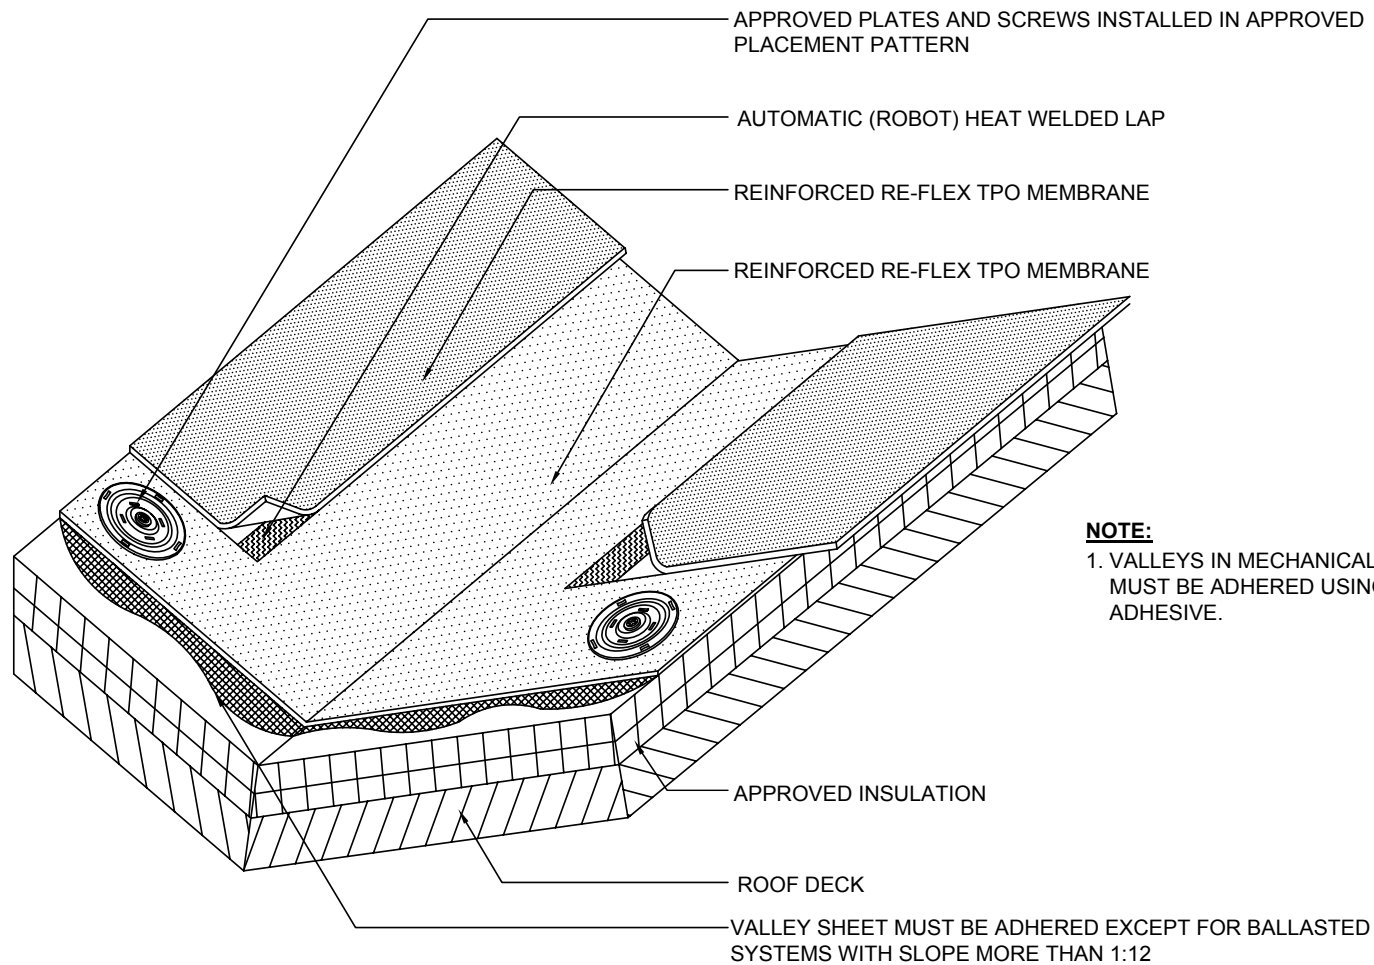 APPROVED PLATES AND SCREWS INSTALLED IN APPROVED
PLACEMENT PATTERN
AUTOMATIC (ROBOT) HEAT WELDED LAP
REINFORCED RE-FLEX TPO MEMBRANE
REINFORCED RE-FLEX TPO MEMBRANE
NOTE:
1. VALLEYS IN MECHANICAL
MUST BE ADHERED USING
ADHESIVE.
APPROVED INSULATION
ROOF DECK
VALLEY SHEET MUST BE ADHERED EXCEPT FOR BALLASTED
SYSTEMS WITH SLOPE MORE THAN 1:12